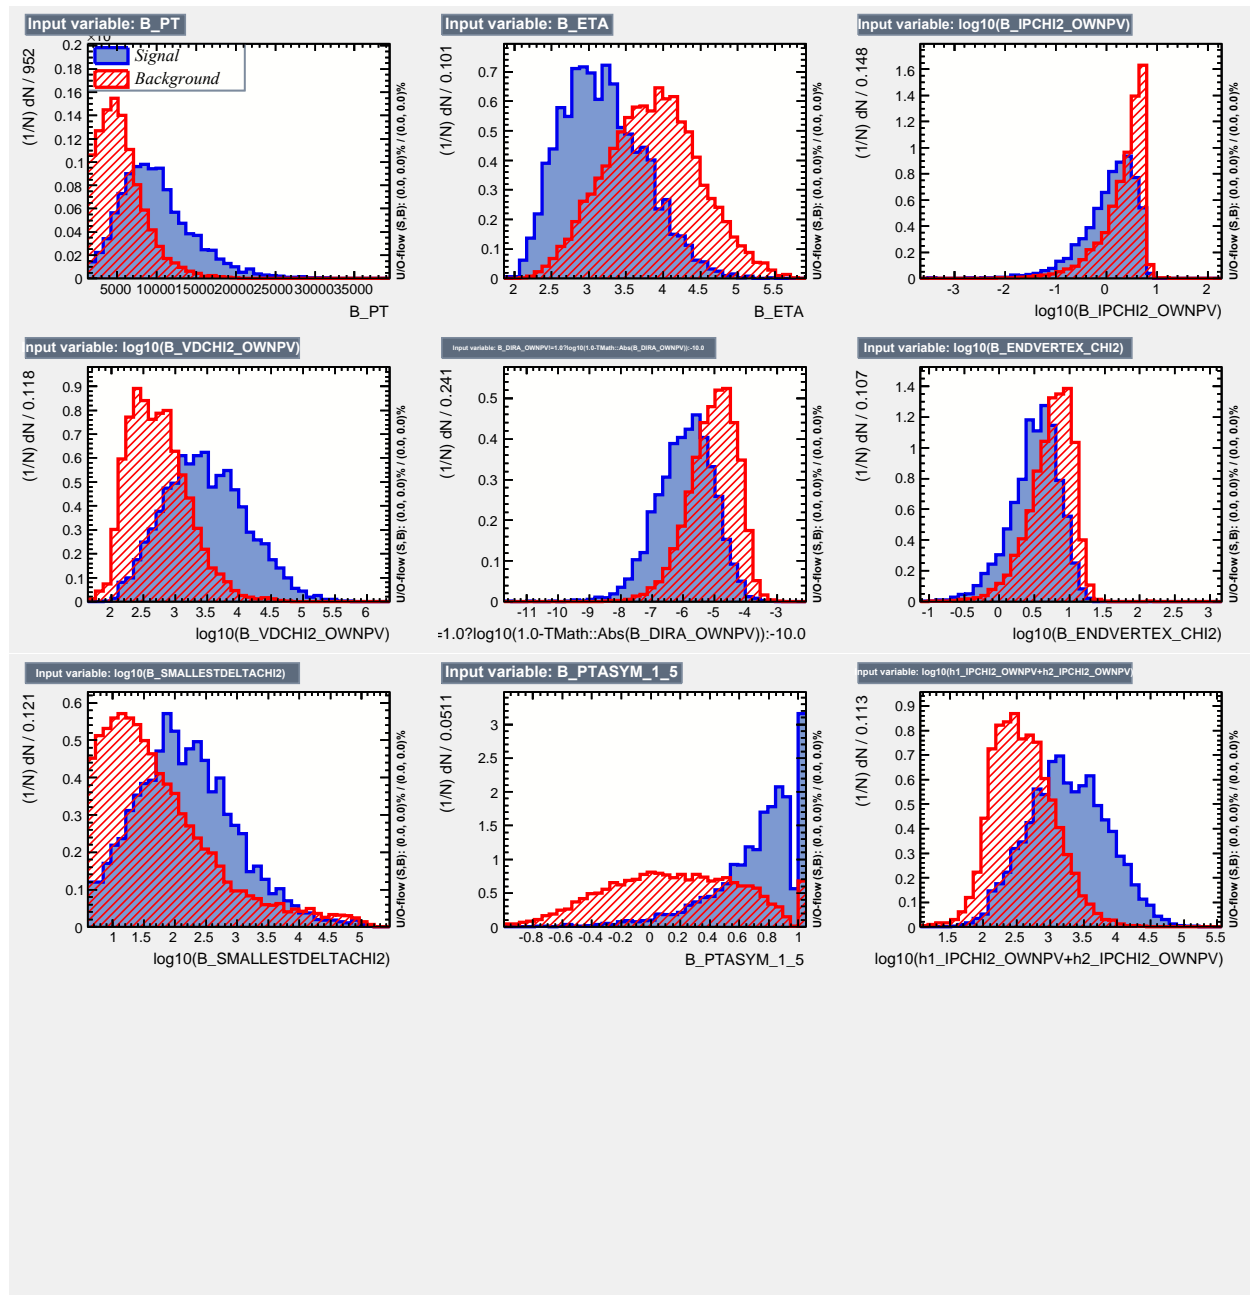 Input variable: B_PT
×10
(1/N) dN / 952
0.2
0.18
0.16
0.14
0.12
0.1
0.08
0.06
0.04
0.02
0
Signal
Background
5000 10000 15000 20000 25000 30000 35000
B_PT
U/O-flow (S,B): (0.0, 0.0)% / (0.0, 0.0)%
Input variable: B_ETA
(1/N) dN / 0.101
0.7
0.6
0.5
0.4
0.3
0.2
0.1
0
2 2.5 3 3.5 4 4.5 5 5.5
B_ETA
U/O-flow (S,B): (0.0, 0.0)% / (0.0, 0.0)%
Input variable: log10(B_IPCHI2_OWNPV)
(1/N) dN / 0.148
1.6
1.4
1.2
1
0.8
0.6
0.4
0.2
0
-3 -2 -1 0 1 2
log10(B_IPCHI2_OWNPV)
U/O-flow (S,B): (0.0, 0.0)% / (0.0, 0.0)%
nput variable: log10(B_VDCHI2_OWNPV)
(1/N) dN / 0.118
0.9
0.8
0.7
0.6
0.5
0.4
0.3
0.2
0.1
0
2 2.5 3 3.5 4 4.5 5 5.5 6
log10(B_VDCHI2_OWNPV)
U/O-flow (S,B): (0.0, 0.0)% / (0.0, 0.0)%
Input variable: B_DIRA_OWNPV!=1.0?log10(1.0-TMath::Abs(B_DIRA_OWNPV)):-10.0
(1/N) dN / 0.241
0.5
0.4
0.3
0.2
0.1
0
-11 -10 -9 -8 -7 -6 -5 -4 -3
=1.0?log10(1.0-TMath::Abs(B_DIRA_OWNPV)):-10.0
U/O-flow (S,B): (0.0, 0.0)% / (0.0, 0.0)%
Input variable: log10(B_ENDVERTEX_CHI2)
(1/N) dN / 0.107
1.4
1.2
1
0.8
0.6
0.4
0.2
0
-1 -0.5 0 0.5 1 1.5 2 2.5 3
log10(B_ENDVERTEX_CHI2)
U/O-flow (S,B): (0.0, 0.0)% / (0.0, 0.0)%
Input variable: log10(B_SMALLESTDELTACHI2)
(1/N) dN / 0.121
0.6
0.5
0.4
0.3
0.2
0.1
0
1 1.5 2 2.5 3 3.5 4 4.5 5
log10(B_SMALLESTDELTACHI2)
U/O-flow (S,B): (0.0, 0.0)% / (0.0, 0.0)%
Input variable: B_PTASYM_1_5
(1/N) dN / 0.0511
3
2.5
2
1.5
1
0.5
0
-0.8 -0.6 -0.4 -0.2 0 0.2 0.4 0.6 0.8 1
B_PTASYM_1_5
U/O-flow (S,B): (0.0, 0.0)% / (0.0, 0.0)%
nput variable: log10(h1_IPCHI2_OWNPV+h2_IPCHI2_OWNPV)
(1/N) dN / 0.113
0.9
0.8
0.7
0.6
0.5
0.4
0.3
0.2
0.1
0
1.5 2 2.5 3 3.5 4 4.5 5 5.5
log10(h1_IPCHI2_OWNPV+h2_IPCHI2_OWNPV)
U/O-flow (S,B): (0.0, 0.0)% / (0.0, 0.0)%